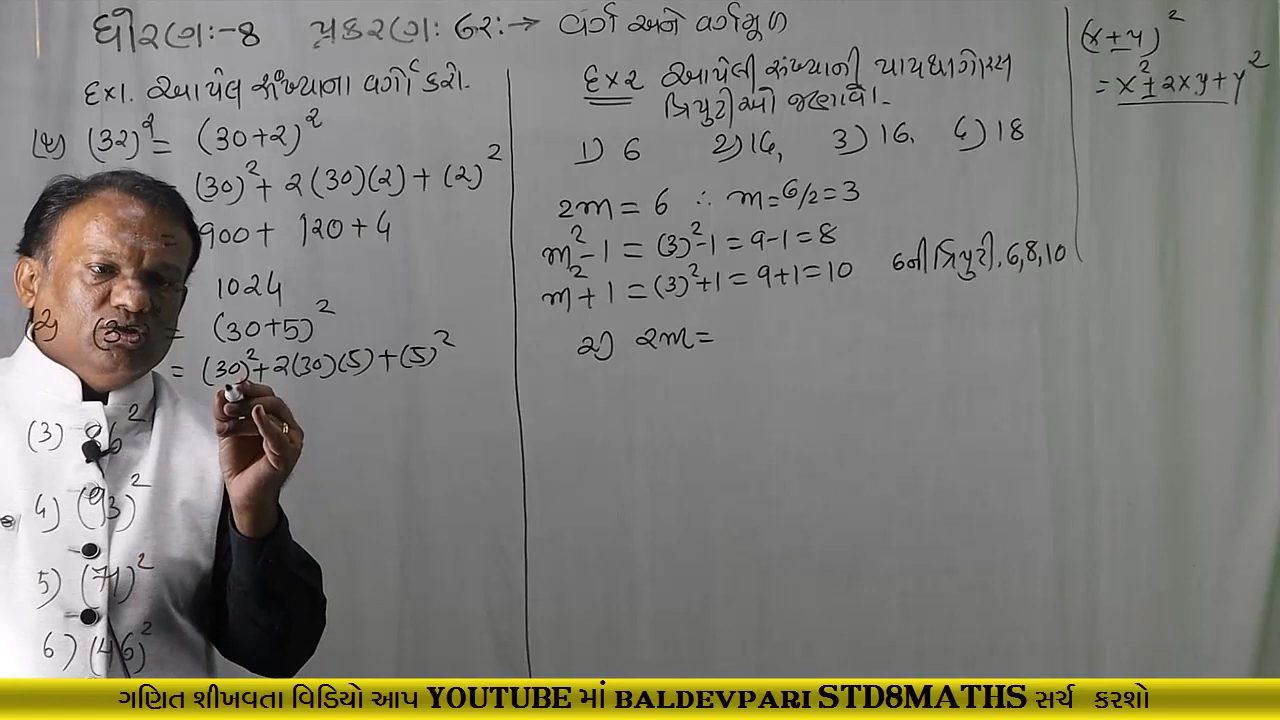 ધોરણ:-8 પ્રકરણ: ૯૨:→ વર્ગ અને વર્ગમૂળ
Ex1. આપેલ સંખ્યાના વર્ગો કરો.
(32)² = (30+2)²
(30)² + 2(30)(2) + (2)²
= 900 + 120 + 4
1024
૨) = (30+5)²
= (30)² + 2(30)(5) + (5)²
(3) 86²
4) (93)²
5) (71)²
6) (46)²
Ex2 આપેલી સંખ્યાની પાયથાગોરસ
ત્રિપુટીઓ જણાવો.
1) 6 ૨) 14, 3) 16, 4) 18
2m = 6 ∴ m = 6/2 = 3
m² - 1 = (3)² - 1 = 9 - 1 = 8
m² + 1 = (3)² + 1 = 9 + 1 = 10 6ની ત્રિપુટી. 6, 8, 10
૨) 2m =
(x ± y)²
= x² ± 2xy + y²
ગણિત શીખવતા વિડિયો આપ YOUTUBE માં BALDEVPARI STD8MATHS સર્ચ કરશો